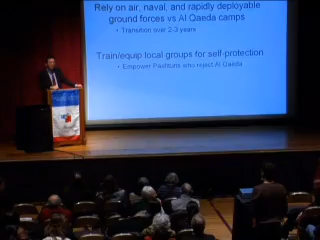 Rely on air, naval, and rapidly deployable
ground forces vs Al Qaeda camps
• Transition over 2-3 years
Train/equip local groups for self-protection
• Empower Pashtuns who reject Al Qaeda